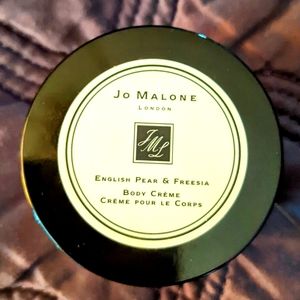 Jo Malone
London
JML
English Pear & Freesia
Body Crème
Crème pour le Corps